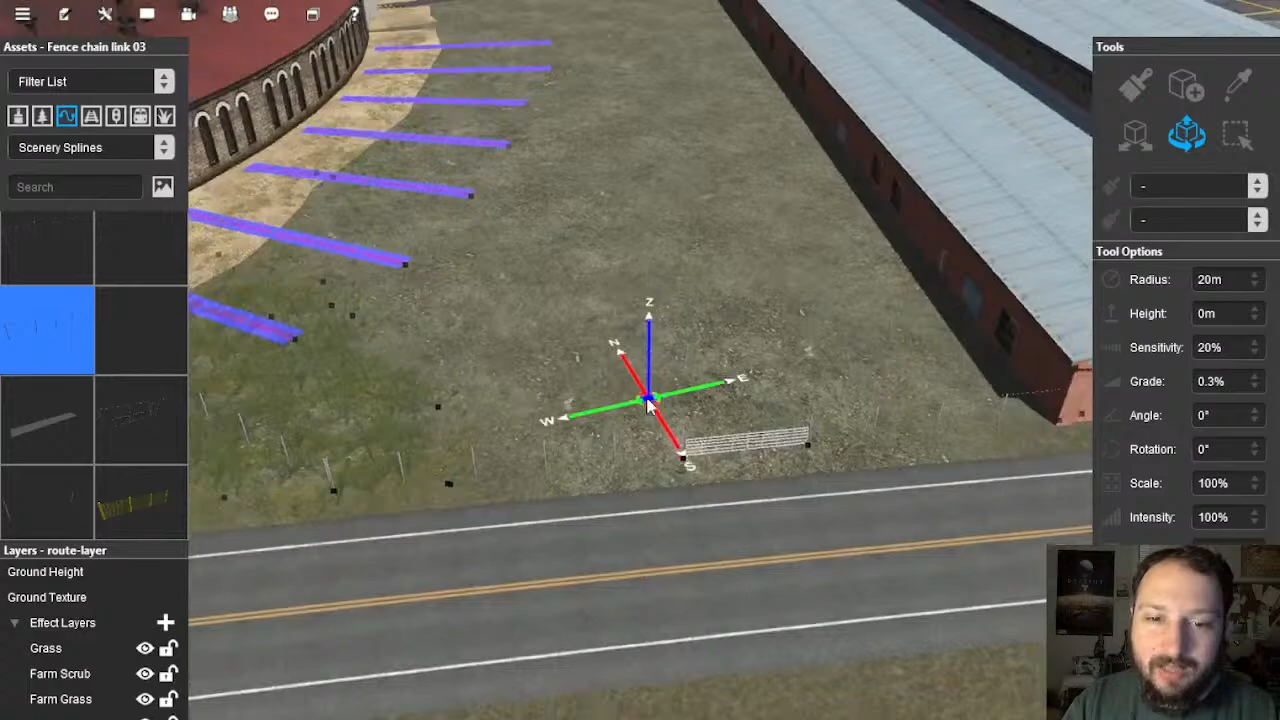 Assets - Fence chain link 03
Filter List
Scenery Splines
Search
Layers - route-layer
Ground Height
Ground Texture
Effect Layers
Grass
Farm Scrub
Farm Grass
Z
N
E
W
S
Tools
-
-
Tool Options
Radius: 20m
Height: 0m
Sensitivity: 20%
Grade: 0.3%
Angle: 0°
Rotation: 0°
Scale: 100%
Intensity: 100%
DESTINY